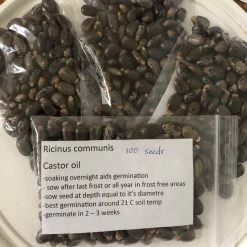 Ricinus communis 100 seeds
Castor oil
-soaking overnight aids germination
- sow after last frost or all year in frost free areas
-sow seed at depth equal to it's diametre
-best germination around 21 C soil temp
-germinate in 2 – 3 weeks